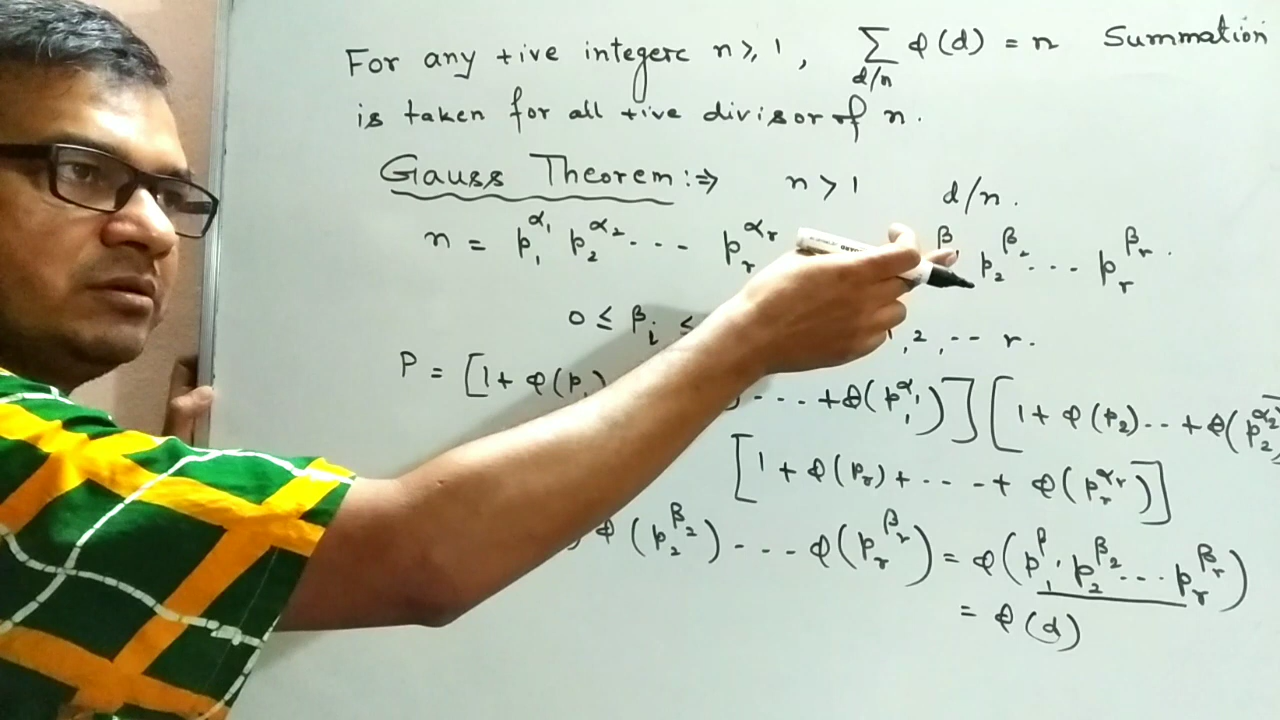 For any +ive integerc n ≥ 1, ∑ φ(d) = n Summation
d/n
is taken for all +ive divisor of n.
Gauss Theorem :⇒ n > 1 d/n.
n = p₁^α₁ p₂^α₂ --- p_r^α_r β p₂^β₂ --- p_r^β_r.
0 ≤ β_i ≤ , 2, -- r.
P = [1 + φ(p₁ ---- + φ(p₁^α₁)] [1 + φ(p₂) -- + φ(p₂^α₂)
[1 + φ(p_r) + --- + φ(p_r^α_r)]
φ(p₂^β₂) --- φ(p_r^β_r) = φ(p₁^β₁ p₂^β₂ --- p_r^β_r)
= φ(d)